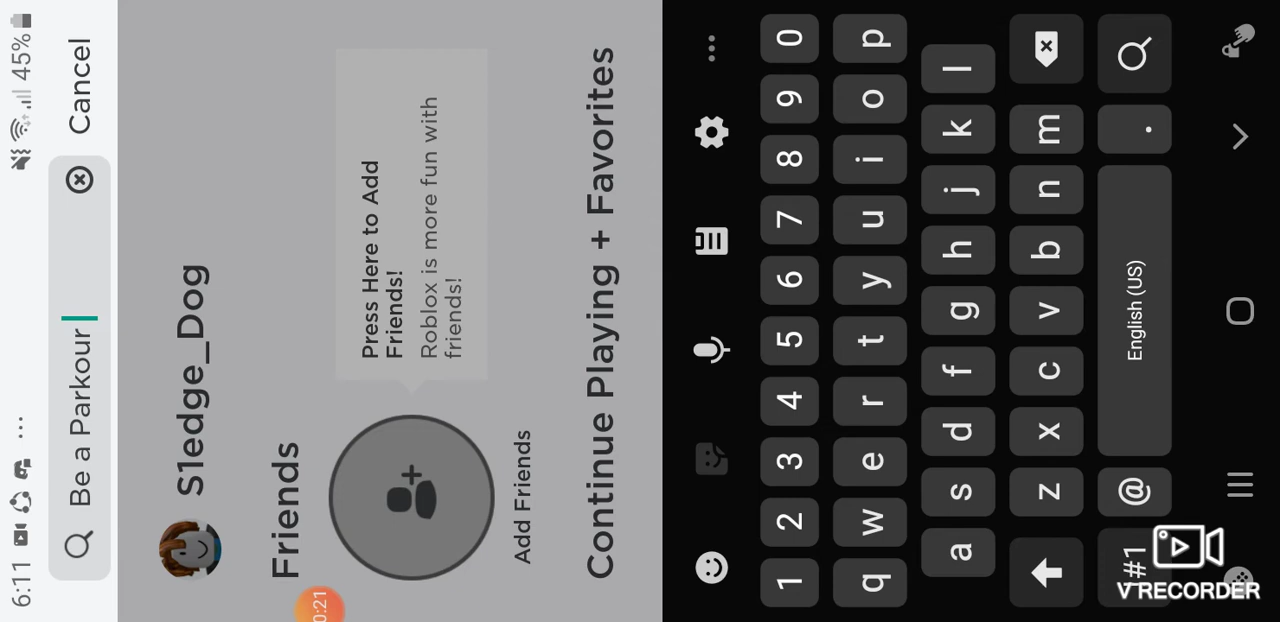 6:11 ... 45%
Be a Parkour
Cancel
S1edge_Dog
Friends
Press Here to Add
Friends!
Roblox is more fun with
friends!
Add Friends
Continue Playing + Favorites
0:21
1 2 3 4 5 6 7 8 9 0
q w e r t y u i o p
a s d f g h j k l
z x c v b n m
!#1 @ English (US) .
V RECORDER